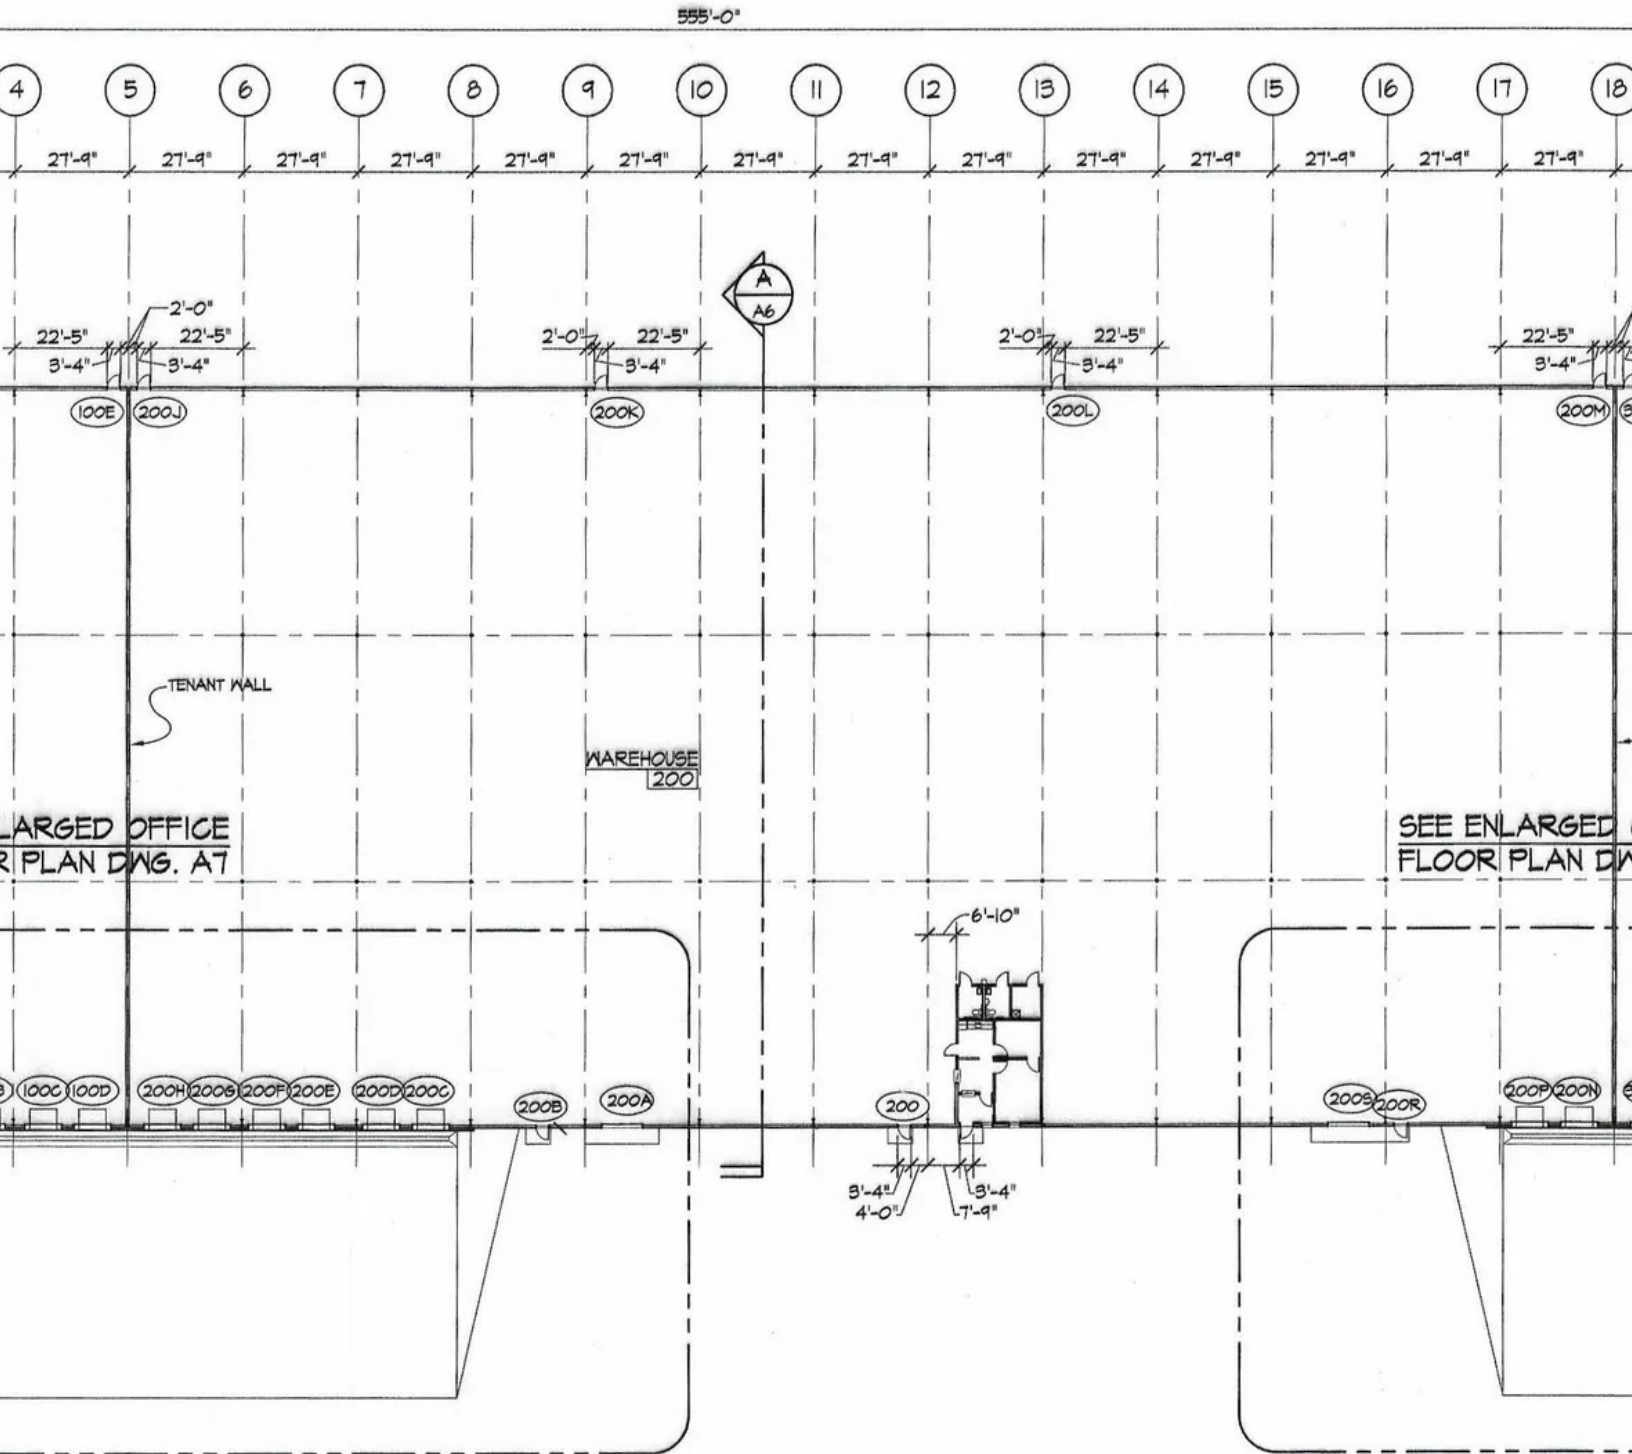 555'-0"
4 5 6 7 8 9 10 11 12 13 14 15 16 17 18
27'-9" 27'-9" 27'-9" 27'-9" 27'-9" 27'-9" 27'-9" 27'-9" 27'-9" 27'-9" 27'-9" 27'-9" 27'-9" 27'-9"
A
A6
2'-0"
22'-5" 22'-5" 2'-0" 22'-5" 2'-0" 22'-5" 22'-5"
3'-4" 3'-4" 3'-4" 3'-4" 3'-4"
100E 200J 200K 200L 200M
TENANT WALL
WAREHOUSE
200
LARGED OFFICE
R PLAN DWG. A7
SEE ENLARGED
FLOOR PLAN DW
6'-10"
100C 100D 200H 200G 200F 200E 200D 200C 200B 200A 200 200S 200R 200P 200N
3'-4" 3'-4"
4'-0" 7'-9"